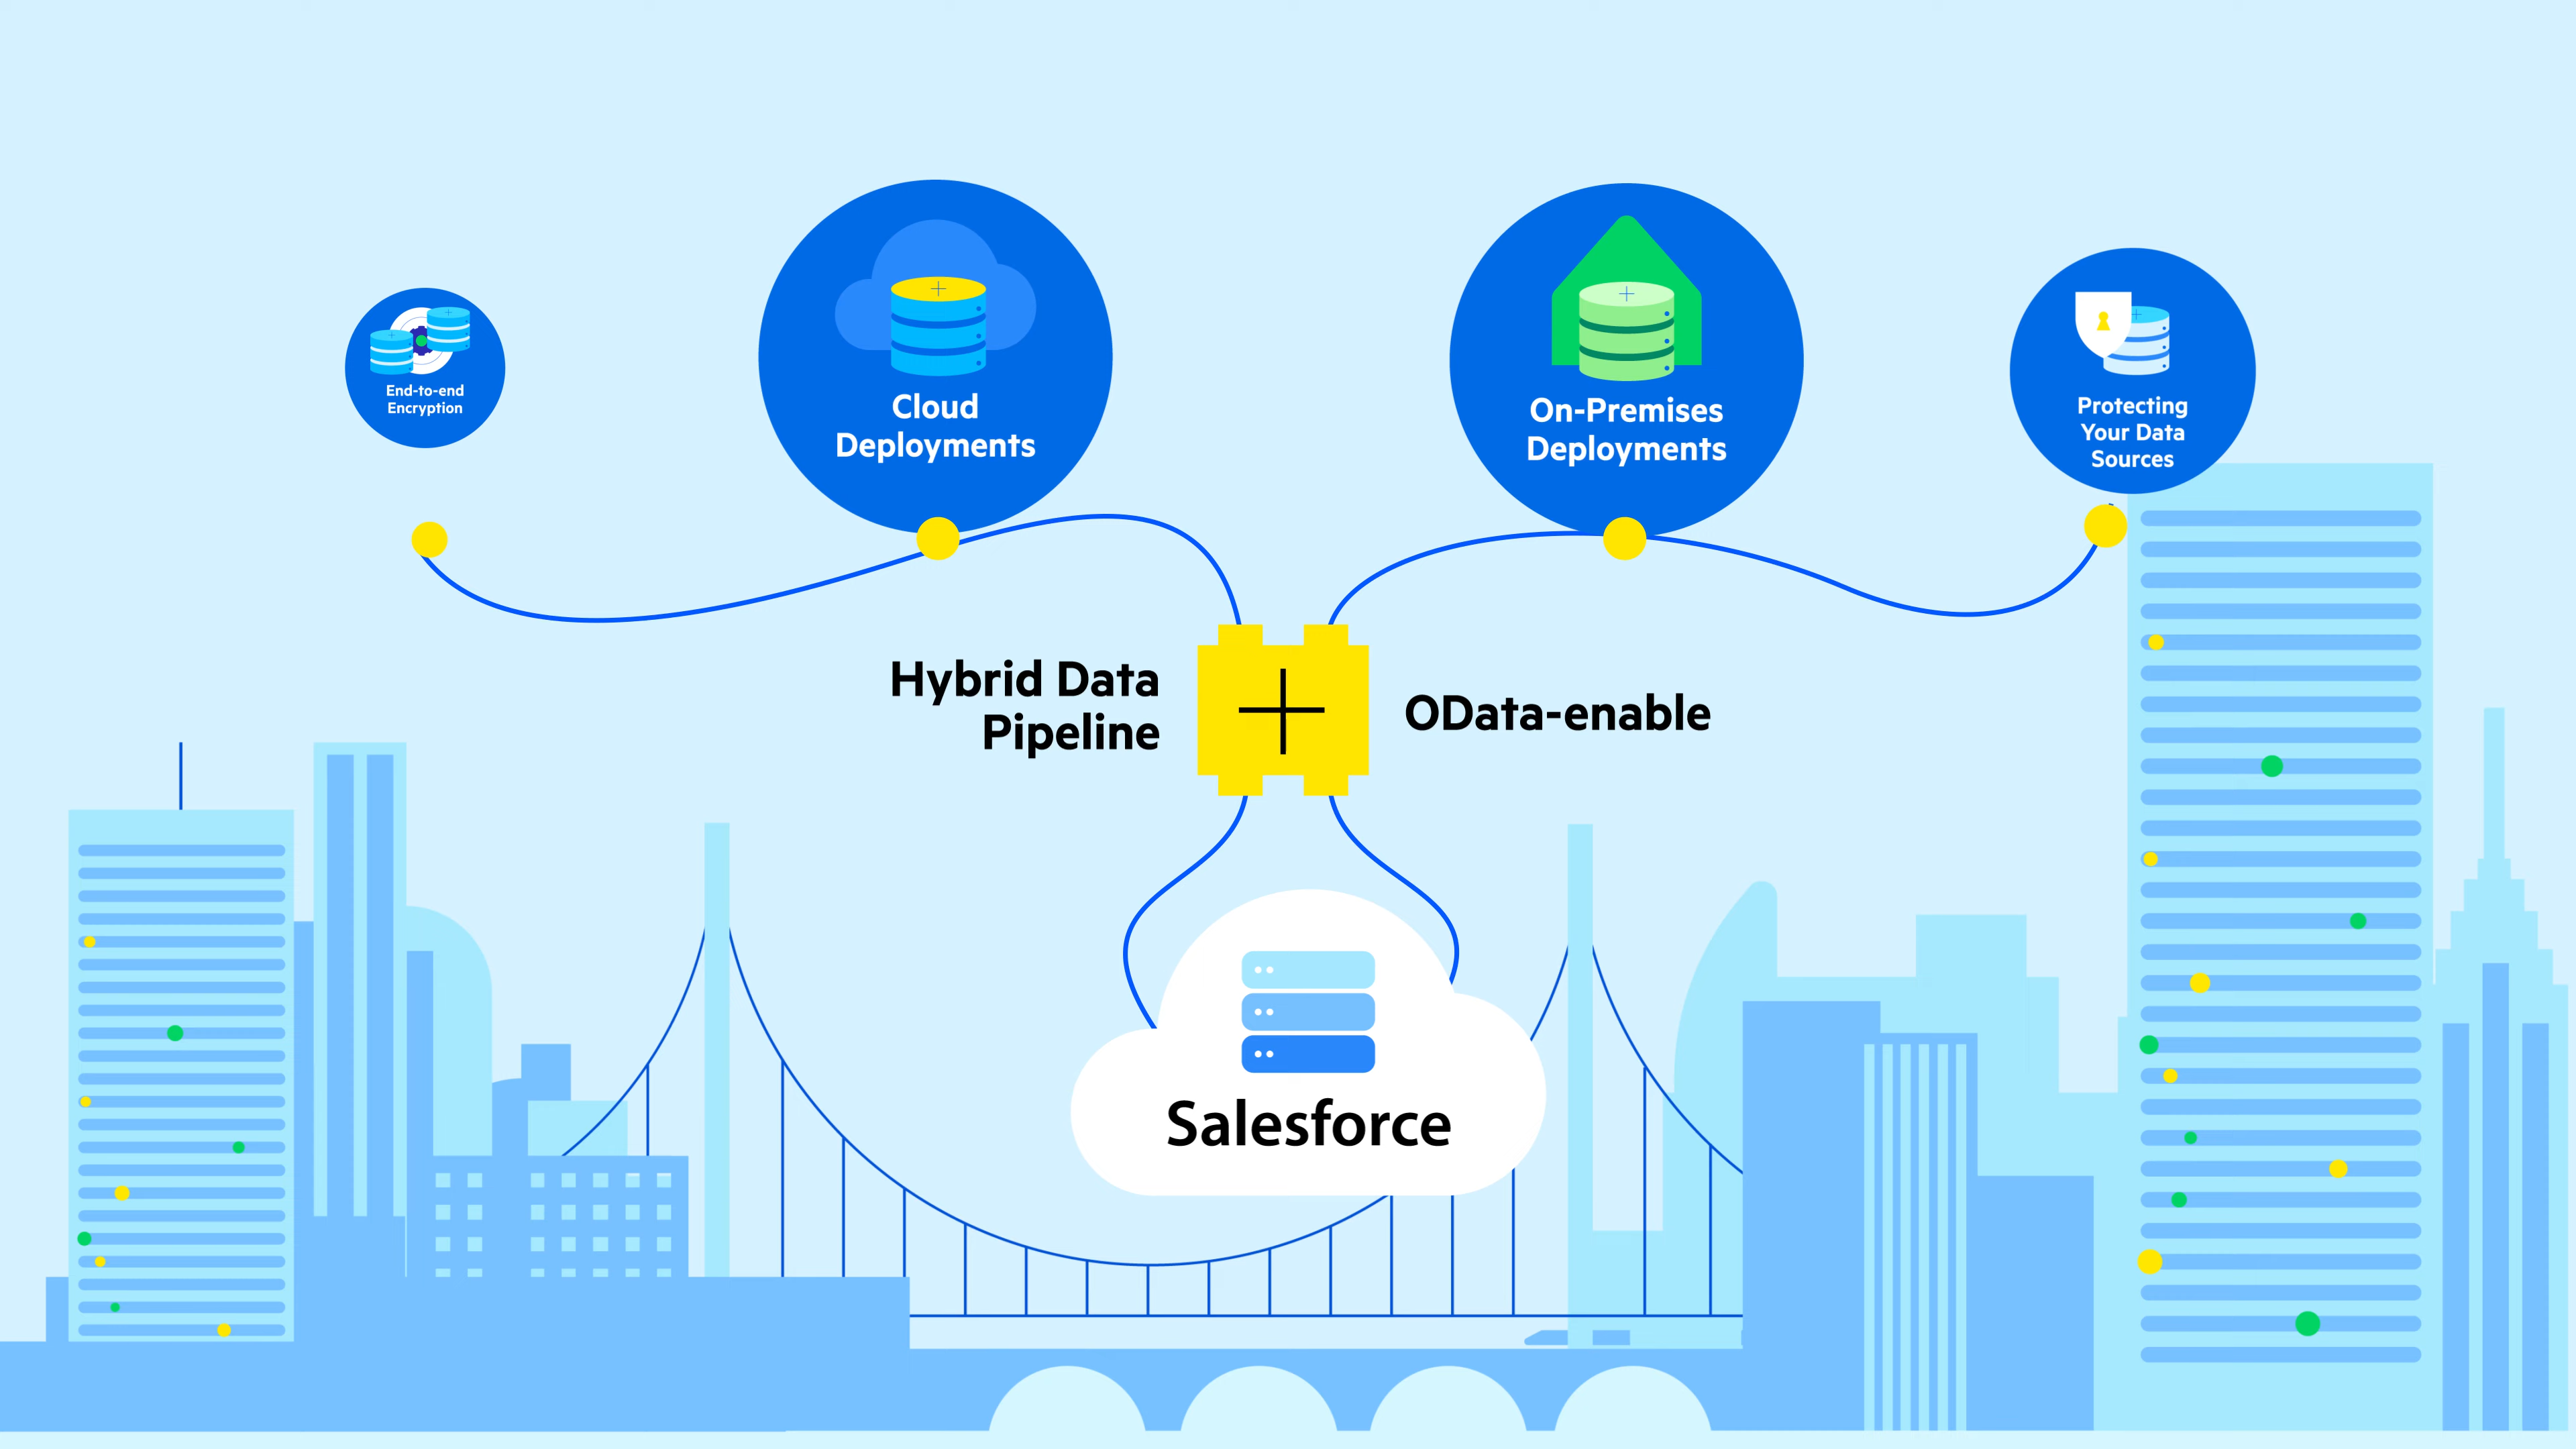 End-to-end
Encryption
Cloud
Deployments
On-Premises
Deployments
Protecting
Your Data
Sources
Hybrid Data
Pipeline
OData-enable
Salesforce